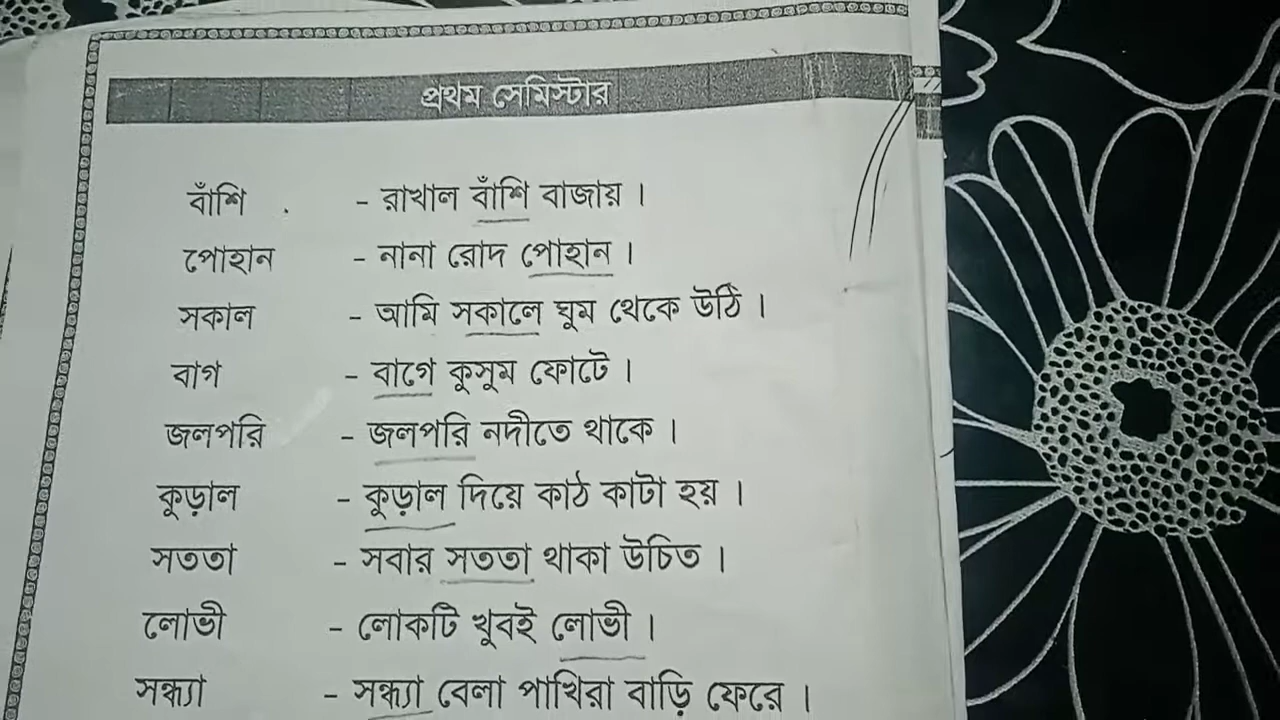 প্রথম সেমিস্টার
বাঁশি - রাখাল বাঁশি বাজায় ।
পোহান - নানা রোদ পোহান ।
সকাল - আমি সকালে ঘুম থেকে উঠি ।
বাগ - বাগে কুসুম ফোটে ।
জলপরি - জলপরি নদীতে থাকে ।
কুড়াল - কুড়াল দিয়ে কাঠ কাটা হয় ।
সততা - সবার সততা থাকা উচিত ।
লোভী - লোকটি খুবই লোভী ।
সন্ধ্যা - সন্ধ্যা বেলা পাখিরা বাড়ি ফেরে ।